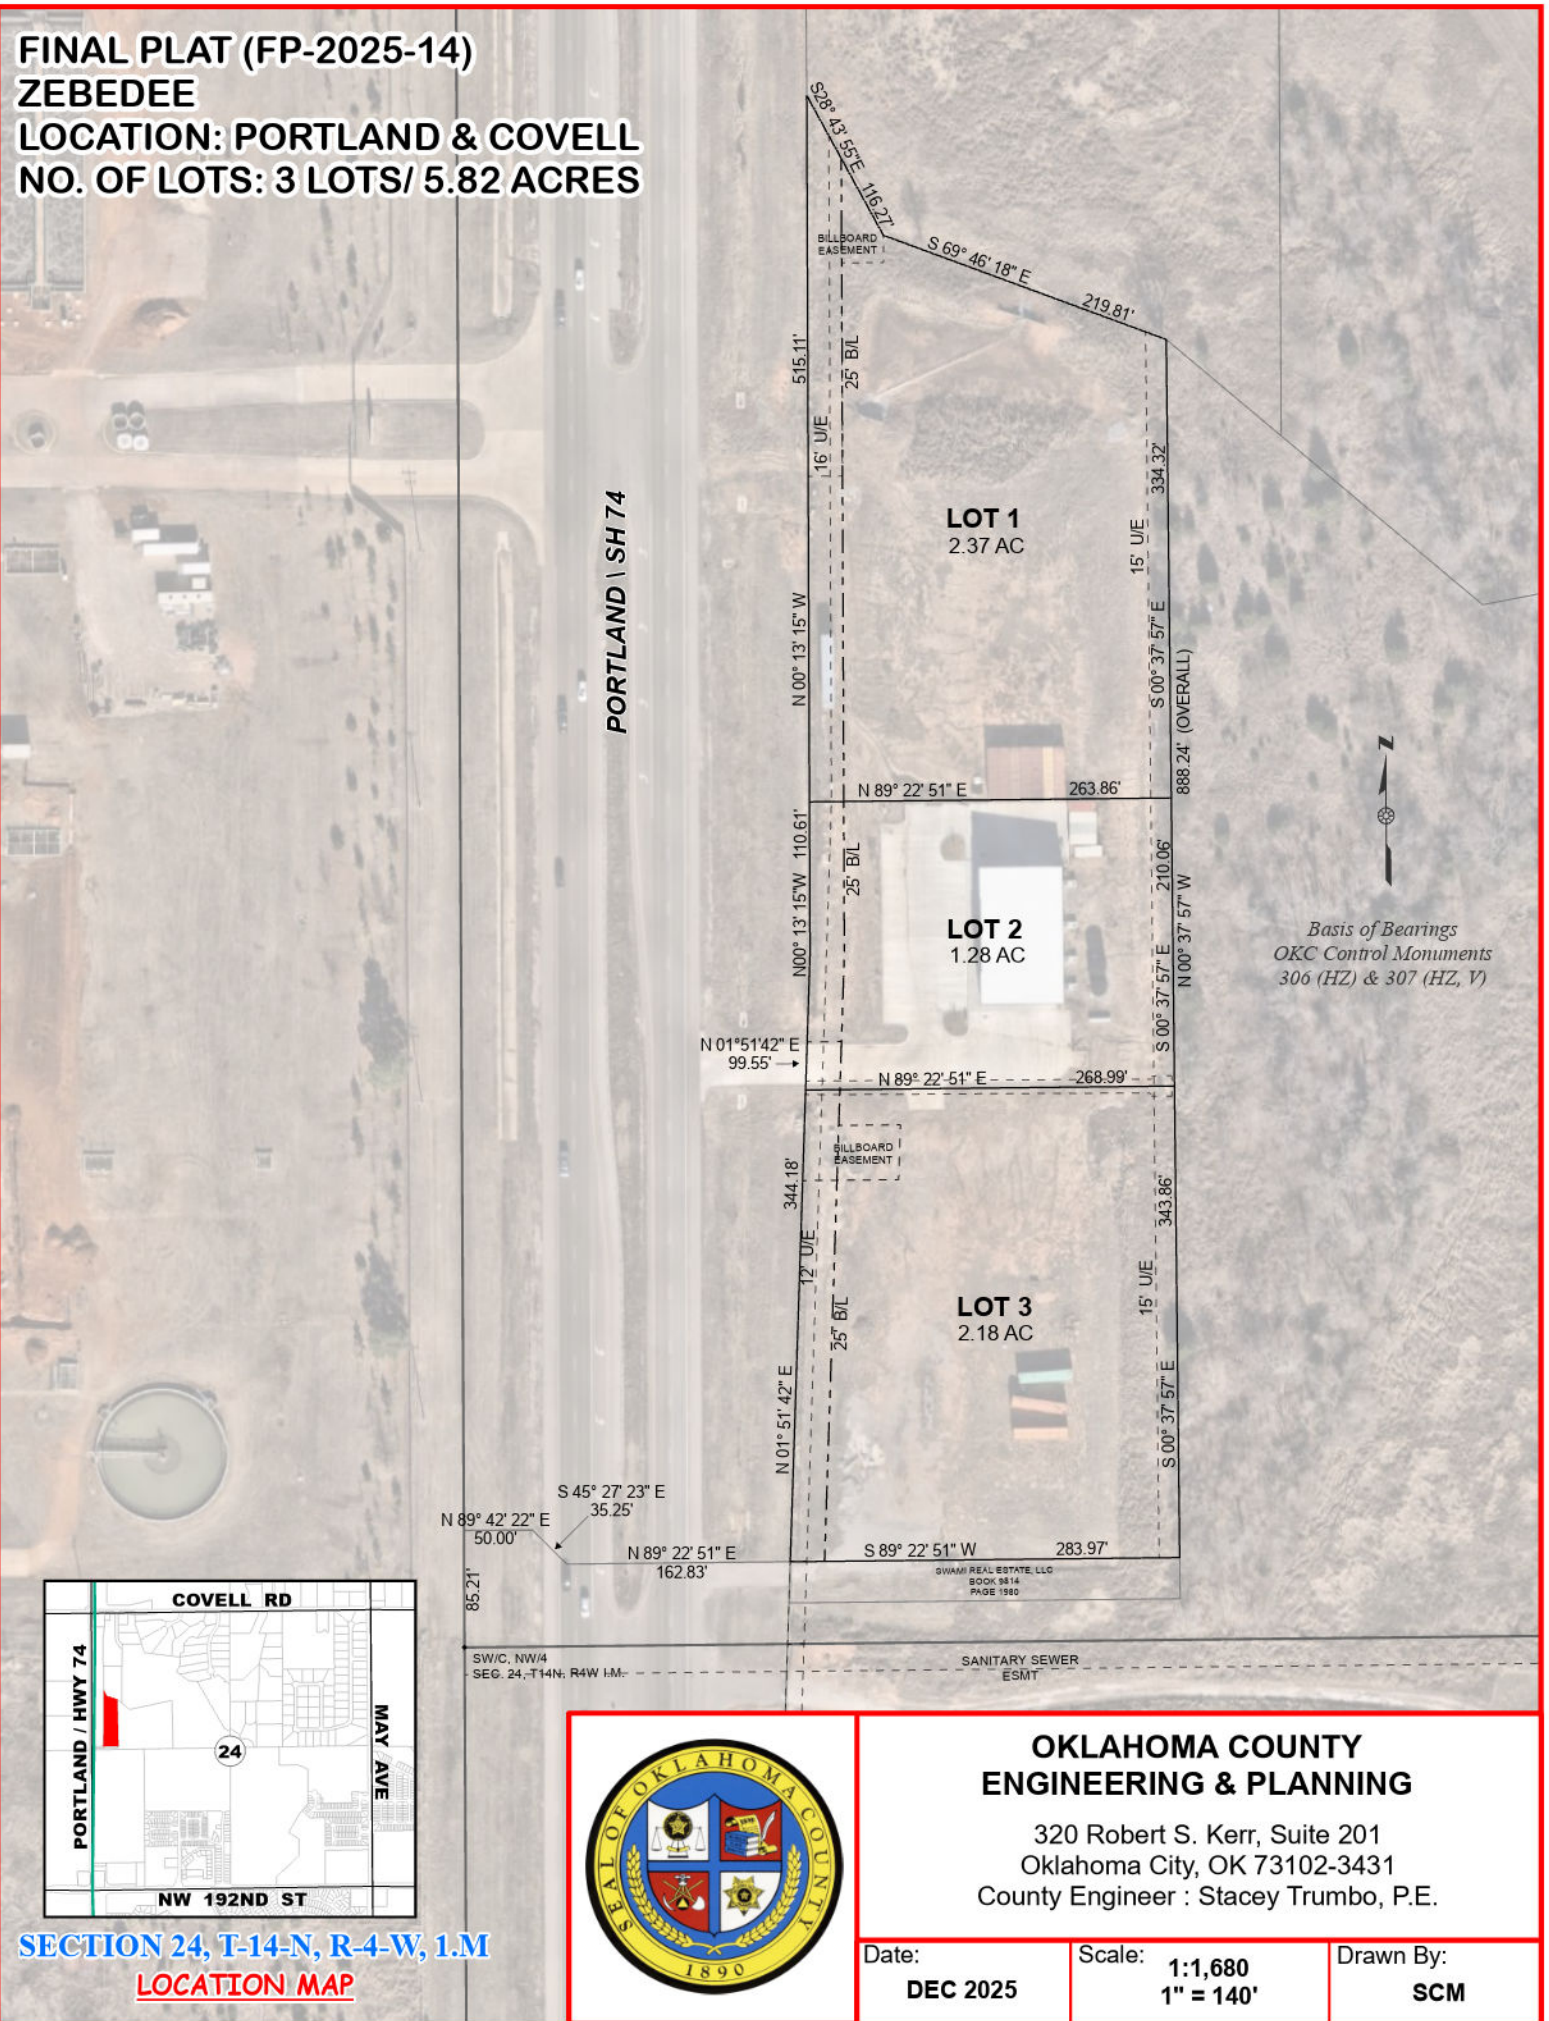 FINAL PLAT (FP-2025-14)
ZEBEDEE
LOCATION: PORTLAND & COVELL
NO. OF LOTS: 3 LOTS/ 5.82 ACRES
S28° 43' 55"E 116.27'
BILLBOARD
EASEMENT
S 69° 46' 18" E
219.81'
515.11'
25' B/L
16' U/E
334.32'
LOT 1
2.37 AC
15' U/E
PORTLAND \ SH 74
N 00° 13' 15" W
S 00° 37' 57" E
888.24' (OVERALL)
N 89° 22' 51" E
263.86'
N
N00° 13' 15"W 110.61'
25' B/L
210.06'
N 00° 37' 57" W
LOT 2
1.28 AC
S 00° 37' 57" E
Basis of Bearings
OKC Control Monuments
306 (HZ) & 307 (HZ, V)
N 01°51'42" E
99.55'
N 89° 22' 51" E
268.99'
BILLBOARD
EASEMENT
344.18'
343.86'
12' U/E
15' U/E
25' B/L
LOT 3
2.18 AC
N 01° 51' 42" E
S 00° 37' 57" E
S 45° 27' 23" E
35.25'
N 89° 42' 22" E
50.00'
N 89° 22' 51" E
162.83'
S 89° 22' 51" W
283.97'
SWAMI REAL ESTATE, LLC
BOOK 9814
PAGE 1980
85.21'
SW/C, NW/4
SEC. 24, T14N, R4W I.M.
SANITARY SEWER
ESMT
COVELL RD
PORTLAND / HWY 74
MAY AVE
24
NW 192ND ST
SECTION 24, T-14-N, R-4-W, 1.M
LOCATION MAP
SEAL OF OKLAHOMA COUNTY
1890
OKLAHOMA COUNTY
ENGINEERING & PLANNING
320 Robert S. Kerr, Suite 201
Oklahoma City, OK 73102-3431
County Engineer : Stacey Trumbo, P.E.
Date:
DEC 2025
Scale:
1:1,680
1" = 140'
Drawn By:
SCM